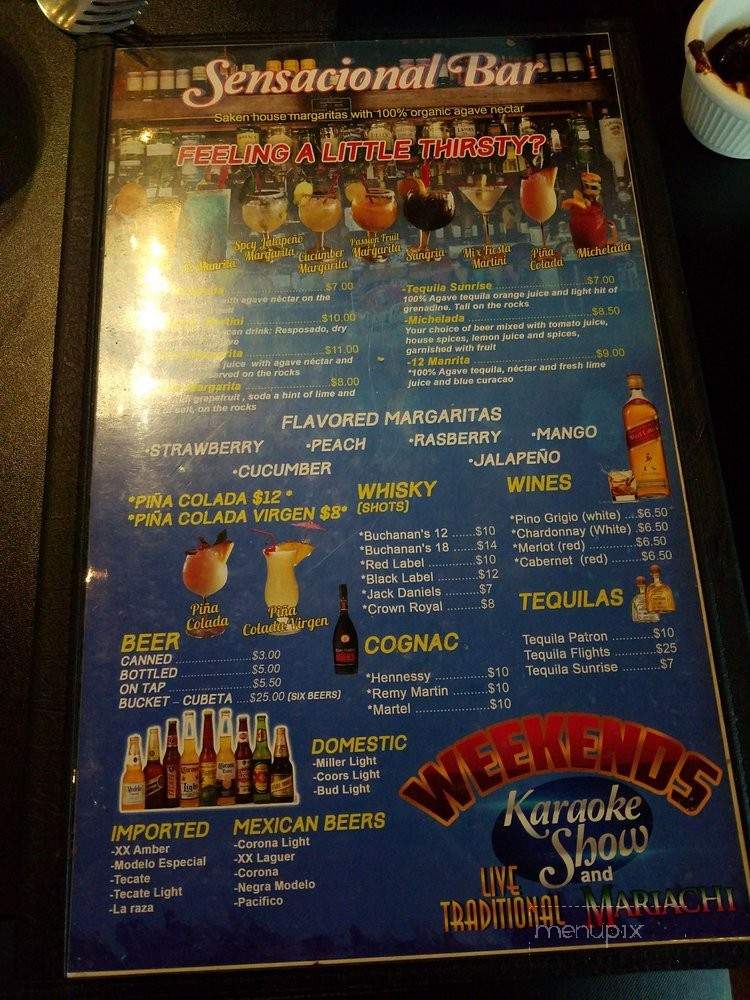 Sensacional Bar
Saken house margaritas with 100% organic agave nectar
FEELING A LITTLE THIRSTY?
Manrita
Spcy Jalapeño
Margarita
Cucumber
Margarita
Passion Fruit
Margarita
Sangria
Mix Fiesta
Martini
Piña
Colada
Michelada
$7.00
with agave néctar on the
$10.00
drink: Resposado, dry
$11.00
juice with agave néctar and
served on the rocks
Margarita $8.00
grapefruit , soda a hint of lime and
of salt, on the rocks
-Tequila Sunrise $7.00
100% Agave tequila orange juice and light hit of
grenadine. Tall on the rocks
-Michelada $8.50
Your choice of beer mixed with tomato juice,
house spices, lemon juice and spices,
garnished with fruit
-12 Manrita $9.00
*100% Agave tequila, néctar and fresh lime
juice and blue curacao
FLAVORED MARGARITAS
•STRAWBERRY •PEACH •RASBERRY •MANGO
•CUCUMBER •JALAPEÑO
*PIÑA COLADA $12 *
*PIÑA COLADA VIRGEN $8*
Piña
Colada
Piña
Colada Virgen
WHISKY
(SHOTS)
*Buchanan's 12 .......$10
*Buchanan's 18 .......$14
*Red Label ..............$10
*Black Label ............$12
*Jack Daniels ..........$7
*Crown Royal .........$8
WINES
*Pino Grigio (white) ....$6.50
*Chardonnay (White) .$6.50
*Merlot (red) ..............$6.50
*Cabernet (red) ..........$6.50
TEQUILAS
Tequila Patron ............$10
Tequila Flights ............$25
Tequila Sunrise ...........$7
BEER
CANNED $3.00
BOTTLED $5.00
ON TAP $5.50
BUCKET – CUBETA ....$25.00 (SIX BEERS)
COGNAC
*Hennessy ................$10
*Remy Martin ...........$10
*Martel ......................$10
DOMESTIC
-Miller Light
-Coors Light
-Bud Light
IMPORTED
-XX Amber
-Modelo Especial
-Tecate
-Tecate Light
-La raza
MEXICAN BEERS
-Corona Light
-XX Laguer
-Corona
-Negra Modelo
-Pacifico
WEEKENDS
Karaoke
Show
and
LIVE
TRADITIONAL MARIACHI
menupix